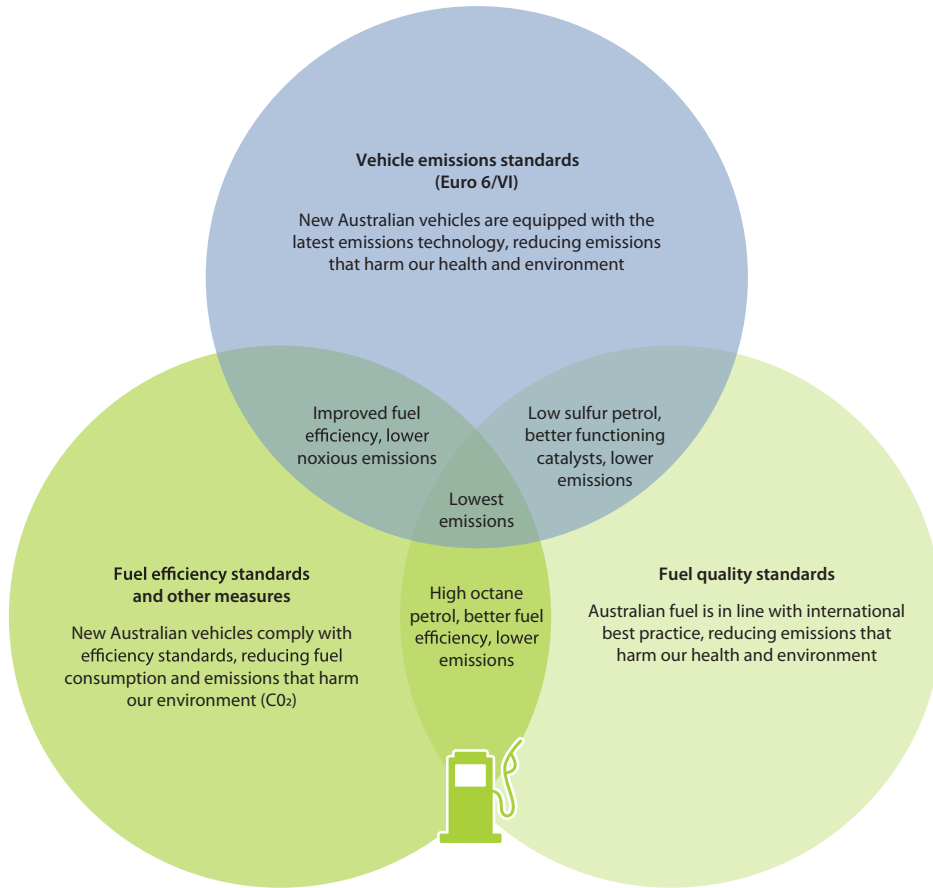 Vehicle emissions standards
(Euro 6/VI)
New Australian vehicles are equipped with the
latest emissions technology, reducing emissions
that harm our health and environment
Improved fuel
efficiency, lower
noxious emissions
Low sulfur petrol,
better functioning
catalysts, lower
emissions
Lowest
emissions
Fuel efficiency standards
and other measures
New Australian vehicles comply with
efficiency standards, reducing fuel
consumption and emissions that harm
our environment (C0₂)
High octane
petrol, better fuel
efficiency, lower
emissions
Fuel quality standards
Australian fuel is in line with international
best practice, reducing emissions that
harm our health and environment